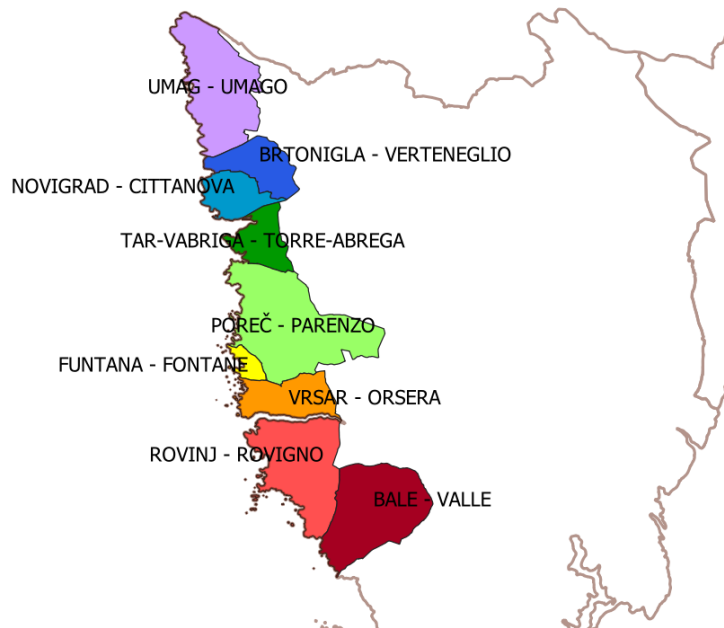 UMAG - UMAGO
BRTONIGLA - VERTENEGLIO
NOVIGRAD - CITTANOVA
TAR-VABRIGA - TORRE-ABREGA
POREČ - PARENZO
FUNTANA - FONTANE
VRSAR - ORSERA
ROVINJ - ROVIGNO
BALE - VALLE